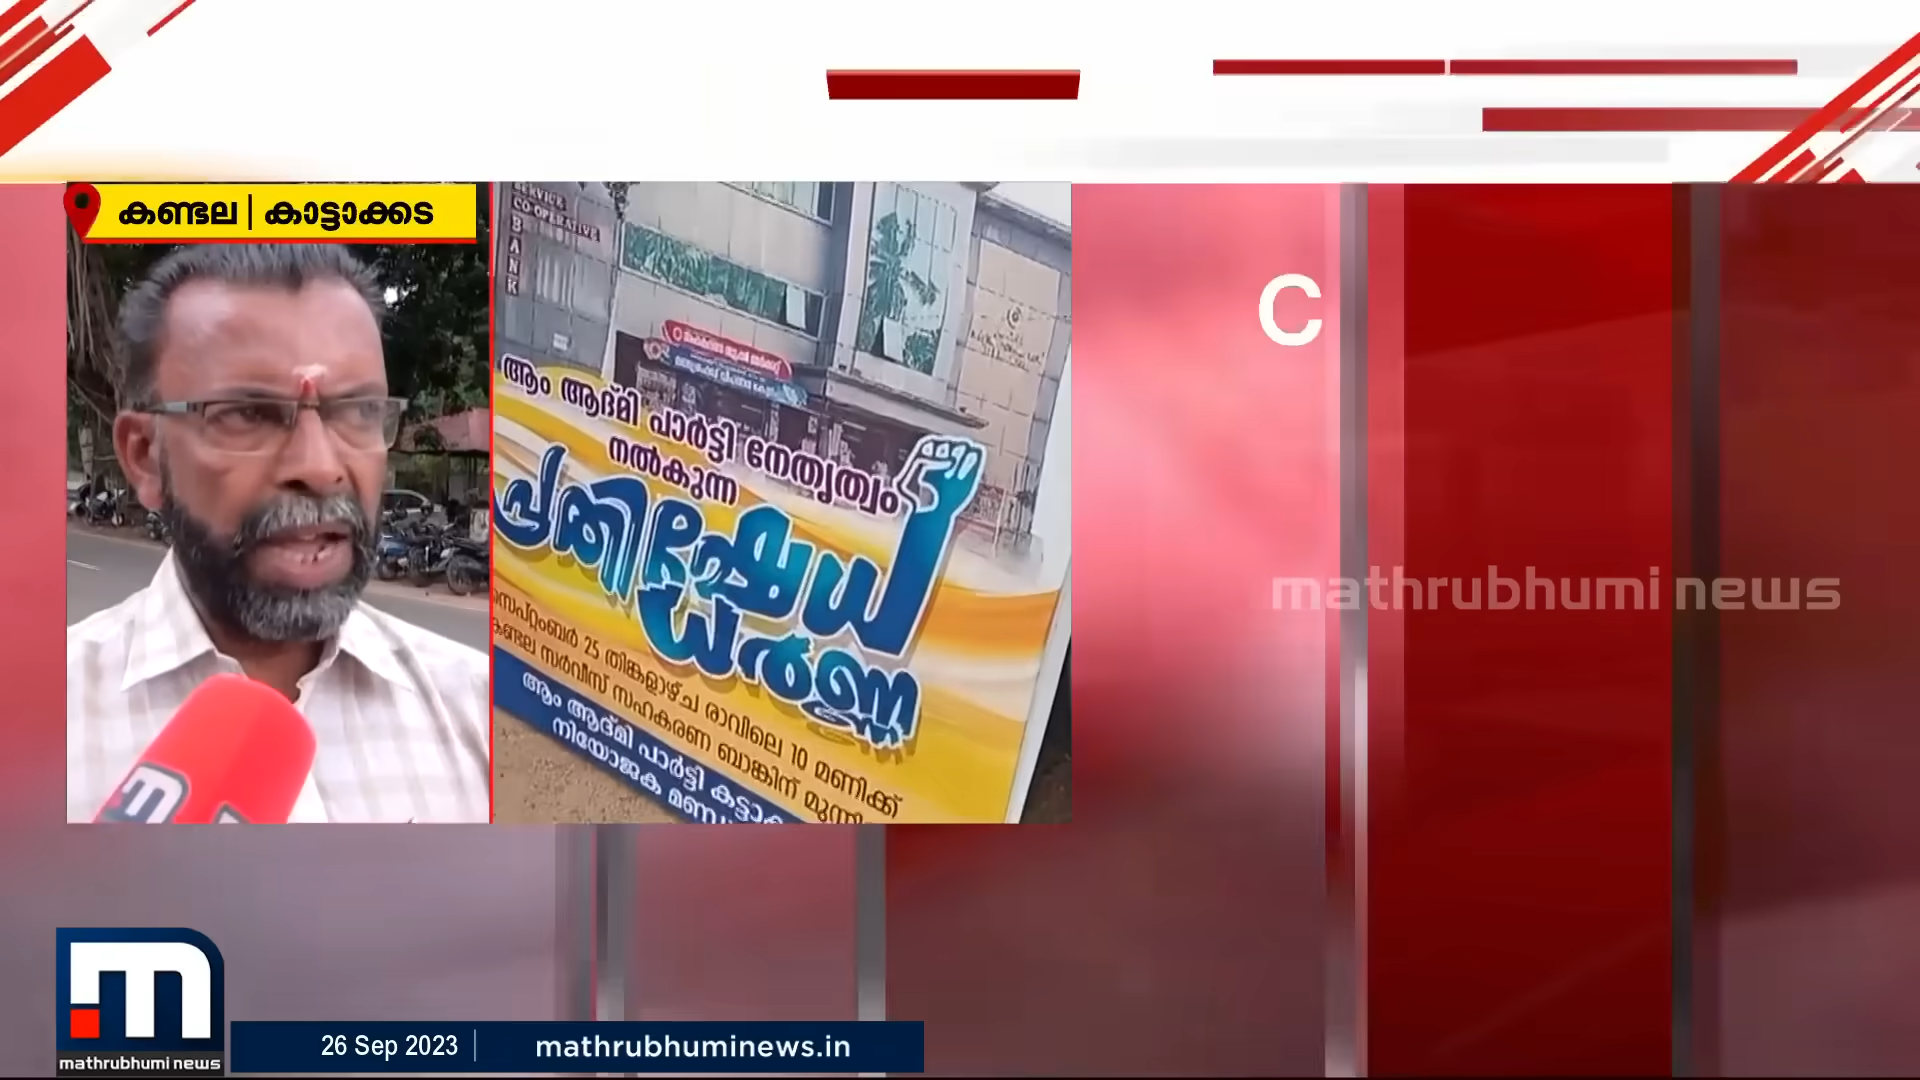 കണ്ടല | കാട്ടാക്കട
SERVICE
CO-OPERATIVE
BANK
ആം ആദ്മി പാർട്ടി നേതൃത്വം
നൽകുന്ന
പ്രതിഷേധ
ധർണ്ണ
സെപ്റ്റംബർ 25 തിങ്കളാഴ്ച രാവിലെ 10 മണിക്ക്
കണ്ടല സർവീസ് സഹകരണ ബാങ്കിന്
ആം ആദ്മി പാർട്ടി
നിയോജക
C
mathrubhumi news
m
mathrubhumi news
26 Sep 2023
mathrubhuminews.in